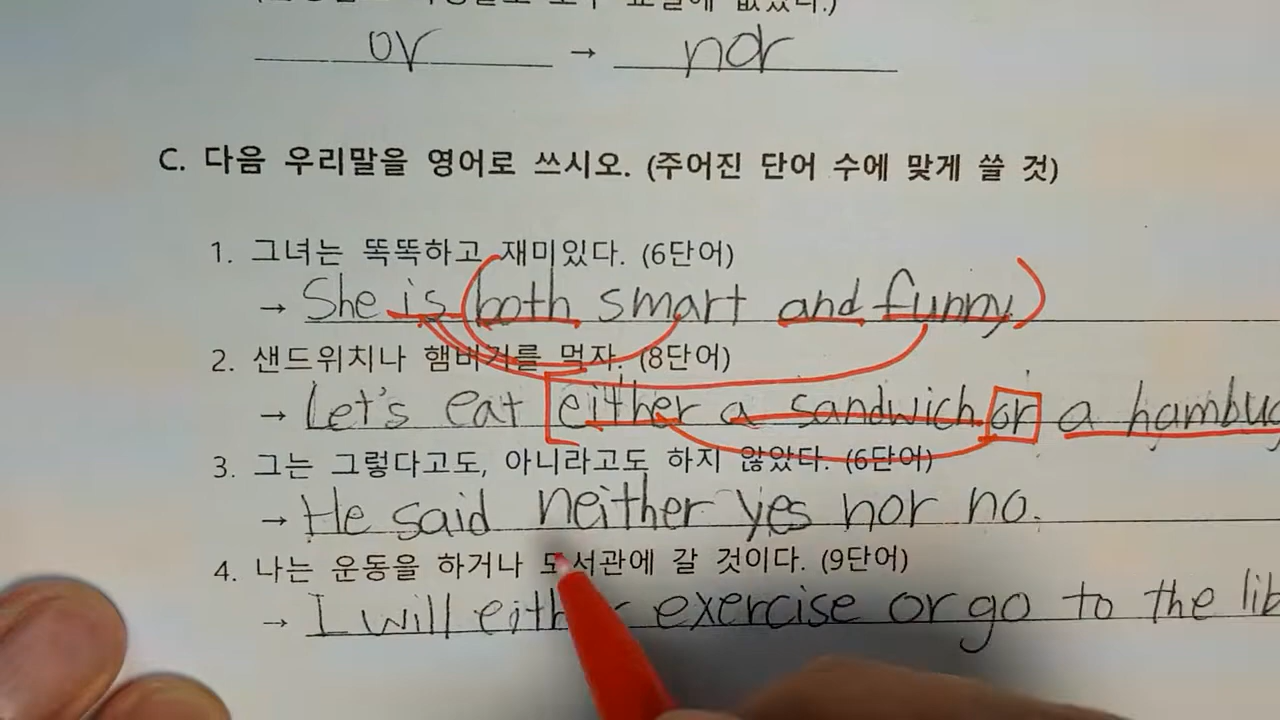 or → nor
C. 다음 우리말을 영어로 쓰시오. (주어진 단어 수에 맞게 쓸 것)
1. 그녀는 똑똑하고 재미있다. (6단어)
→ She is both smart and funny.
2. 샌드위치나 햄버거를 먹자. (8단어)
→ Let's eat either a sandwich or a
3. 그는 그렇다고도, 아니라고도 하지 않았다. (6단어)
→ He said neither yes nor no.
4. 나는 운동을 하거나 도서관에 갈 것이다. (9단어)
→ I will either exercise or go to the